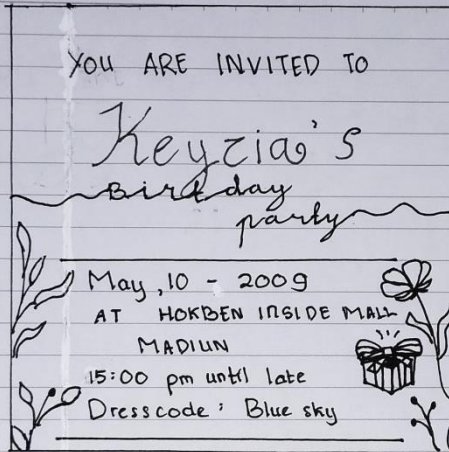 YOU ARE INVITED TO
Keyzia's
Birtday
party
May, 10 - 2009
AT HOKBEN INSIDE MALL
MADIUN
15:00 pm until late
Dresscode : Blue sky